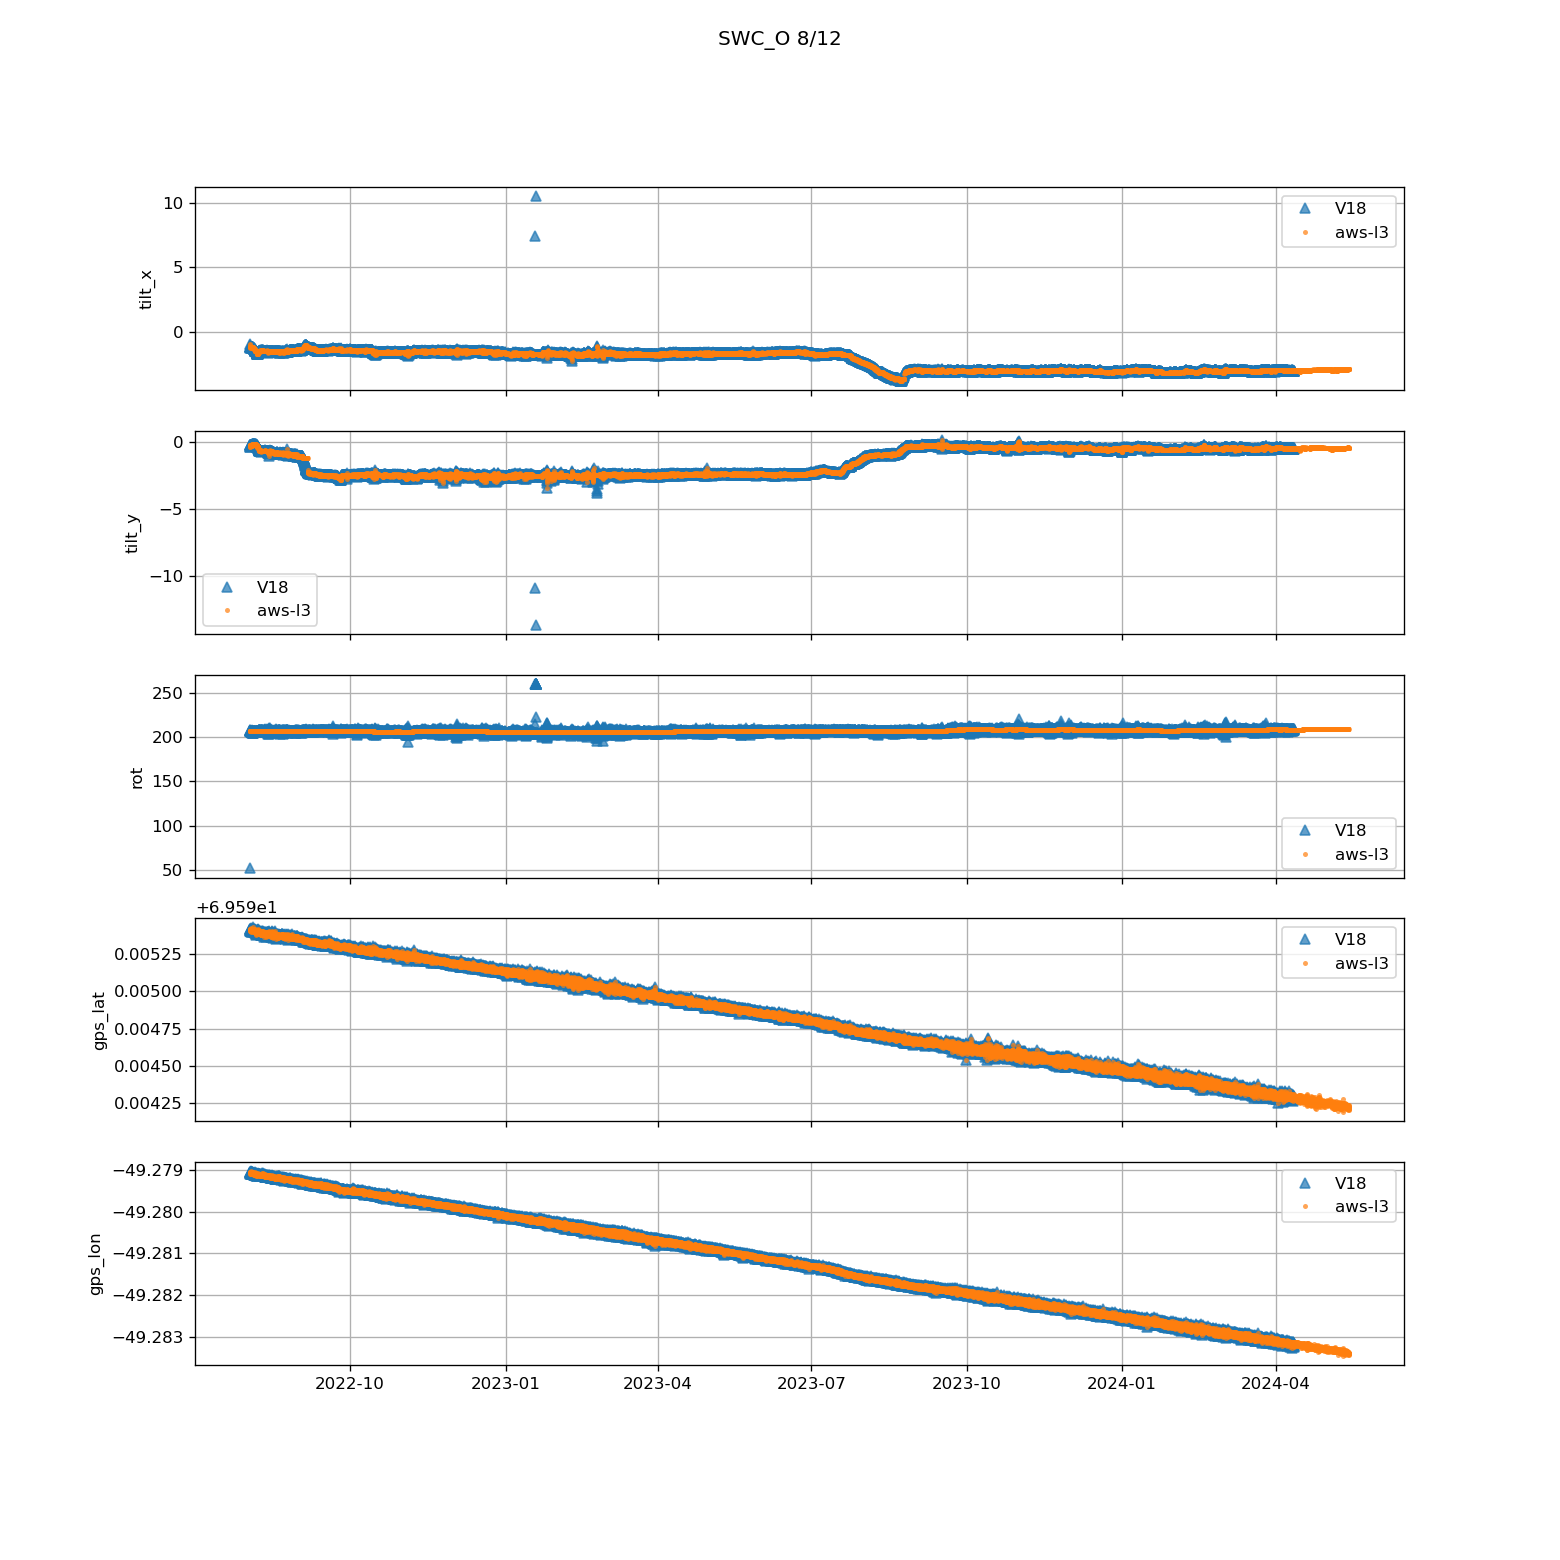 SWC_O 8/12
10
5
0
tilt_x
V18
aws-l3
0
−5
−10
tilt_y
V18
aws-l3
250
200
150
100
50
rot
V18
aws-l3
+6.959e1
0.00525
0.00500
0.00475
0.00450
0.00425
gps_lat
V18
aws-l3
−49.279
−49.280
−49.281
−49.282
−49.283
gps_lon
V18
aws-l3
2022-10 2023-01 2023-04 2023-07 2023-10 2024-01 2024-04